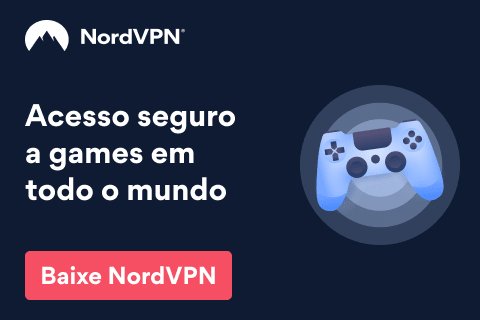 NordVPN®
Acesso seguro
a games em
todo o mundo
Baixe NordVPN